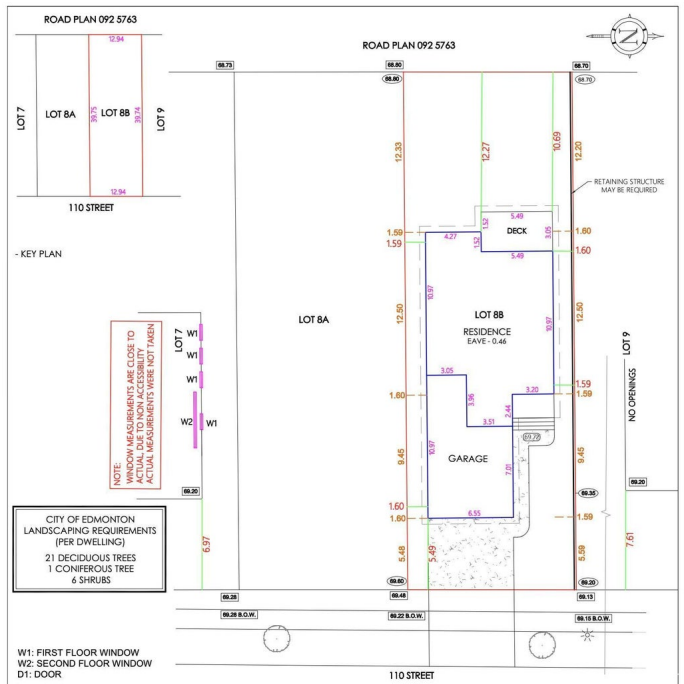 ROAD PLAN 092 5763
12.94
LOT 7
LOT 8A
39.75
LOT 8B
39.74
LOT 9
12.94
110 STREET
- KEY PLAN
ROAD PLAN 092 5763
N
68.73
68.80
68.70
68.80
68.70
12.33
12.27
10.69
12.20
RETAINING STRUCTURE
MAY BE REQUIRED
5.49
1.52
DECK
3.05
1.59
4.27
1.52
1.60
1.59
5.49
1.60
10.97
12.50
LOT 8A
LOT 8B
RESIDENCE
EAVE - 0.46
10.97
12.50
LOT 9
NO OPENINGS
LOT 7
W1
W1
W1
W2
W1
NOTE:
WINDOW MEASUREMENTS ARE CLOSE TO
ACTUAL, DUE TO NON ACCESSIBILITY
ACTUAL MEASUREMENTS WERE NOT TAKEN
3.05
3.96
3.20
1.59
1.60
1.59
2.44
3.51
9.45
10.97
GARAGE
7.01
9.45
69.20
69.20
69.35
1.60
1.60
6.55
1.59
6.97
5.48
5.49
5.59
7.61
CITY OF EDMONTON
LANDSCAPING REQUIREMENTS
(PER DWELLING)
21 DECIDUOUS TREES
1 CONIFEROUS TREE
6 SHRUBS
69.60
69.20
69.28
69.48
69.13
69.26 B.O.W.
69.22 B.O.W.
69.15 B.O.W.
W1: FIRST FLOOR WINDOW
W2: SECOND FLOOR WINDOW
D1: DOOR
110 STREET